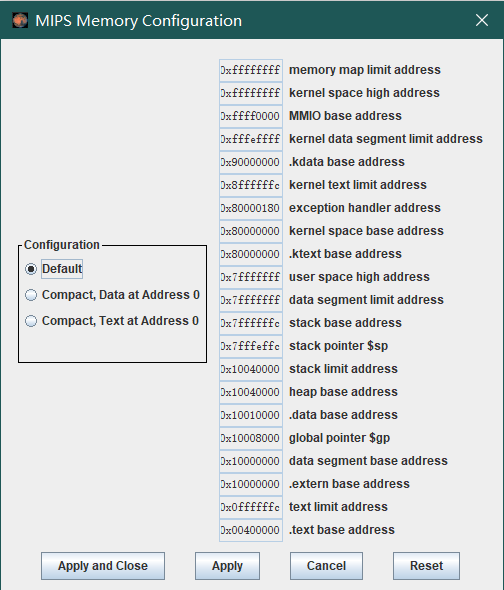 MIPS Memory Configuration
0xffffffff memory map limit address
0xffffffff kernel space high address
0xffff0000 MMIO base address
0xfffeffff kernel data segment limit address
0x90000000 .kdata base address
0x8ffffffc kernel text limit address
0x80000180 exception handler address
0x80000000 kernel space base address
0x80000000 .ktext base address
0x7fffffff user space high address
0x7fffffff data segment limit address
0x7ffffffc stack base address
0x7fffeffc stack pointer $sp
0x10040000 stack limit address
0x10040000 heap base address
0x10010000 .data base address
0x10008000 global pointer $gp
0x10000000 data segment base address
0x10000000 .extern base address
0x0ffffffc text limit address
0x00400000 .text base address
Configuration
Default
Compact, Data at Address 0
Compact, Text at Address 0
Apply and Close Apply Cancel Reset